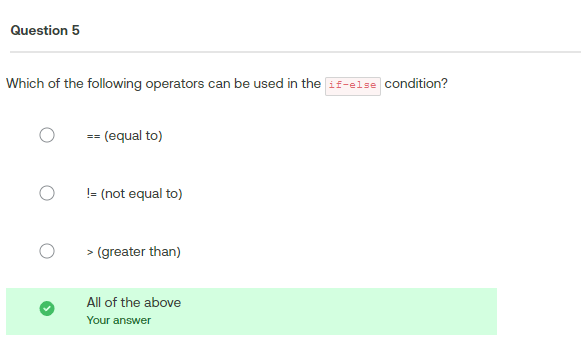 Question 5
Which of the following operators can be used in the if-else condition?
== (equal to)
!= (not equal to)
> (greater than)
All of the above
Your answer